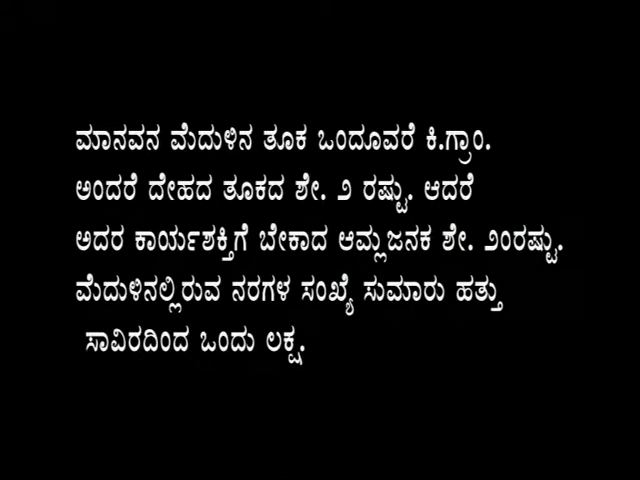 ಮಾನವನ ಮೆದುಳಿನ ತೂಕ ಒಂದೂವರೆ ಕಿ.ಗ್ರಾಂ.
ಅಂದರೆ ದೇಹದ ತೂಕದ ಶೇ. ೨ ರಷ್ಟು. ಆದರೆ
ಅದರ ಕಾರ್ಯಶಕ್ತಿಗೆ ಬೇಕಾದ ಆಮ್ಲಜನಕ ಶೇ. ೨೦ರಷ್ಟು.
ಮೆದುಳಿನಲ್ಲಿರುವ ನರಗಳ ಸಂಖ್ಯೆ ಸುಮಾರು ಹತ್ತು
ಸಾವಿರದಿಂದ ಒಂದು ಲಕ್ಷ.